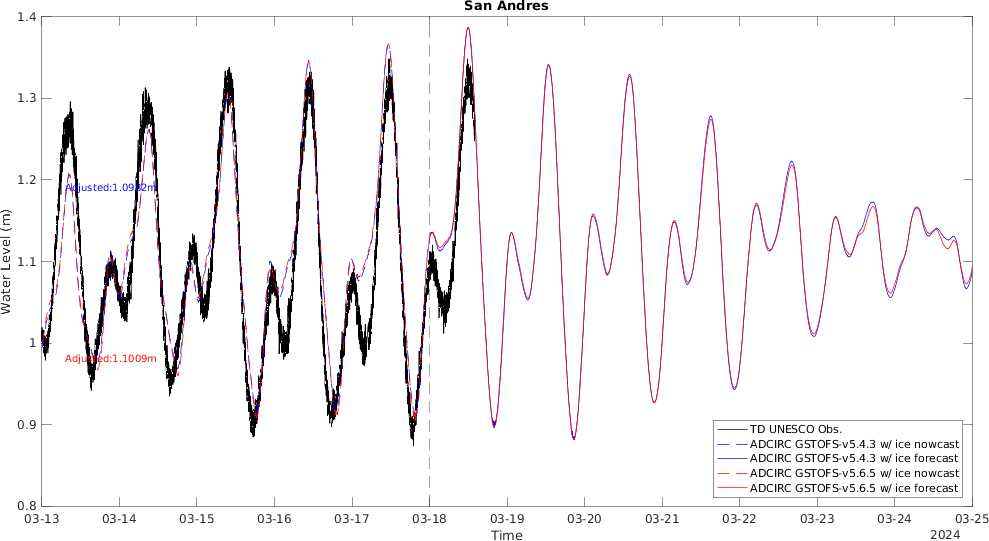 San Andres
1.4
1.3
1.2
1.1
1
0.9
0.8
Water Level (m)
Adjusted:1.0932m
Adjusted:1.1009m
TD UNESCO Obs.
ADCIRC GSTOFS-v5.4.3 w/ ice nowcast
ADCIRC GSTOFS-v5.4.3 w/ ice forecast
ADCIRC GSTOFS-v5.6.5 w/ ice nowcast
ADCIRC GSTOFS-v5.6.5 w/ ice forecast
03-13 03-14 03-15 03-16 03-17 03-18 03-19 03-20 03-21 03-22 03-23 03-24 03-25
Time
2024